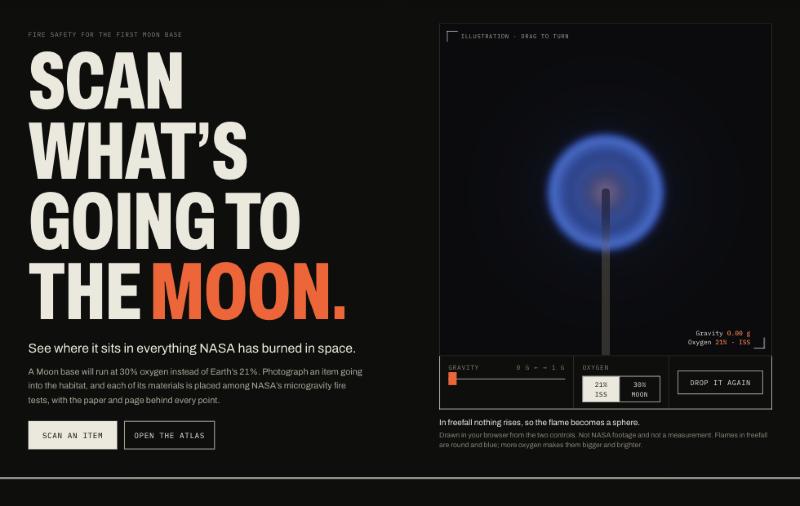 FIRE SAFETY FOR THE FIRST MOON BASE
SCAN
WHAT'S
GOING TO
THE MOON.
See where it sits in everything NASA has burned in space.
A Moon base will run at 30% oxygen instead of Earth's 21%. Photograph an item going
into the habitat, and each of its materials is placed among NASA's microgravity fire
tests, with the paper and page behind every point.
SCAN AN ITEM
OPEN THE ATLAS
ILLUSTRATION · DRAG TO TURN
Gravity 0.00 g
Oxygen 21% · ISS
GRAVITY
0 G ← → 1 G
OXYGEN
21%
ISS
30%
MOON
DROP IT AGAIN
In freefall nothing rises, so the flame becomes a sphere.
Drawn in your browser from the two controls. Not NASA footage and not a measurement. Flames in freefall
are round and blue; more oxygen makes them bigger and brighter.